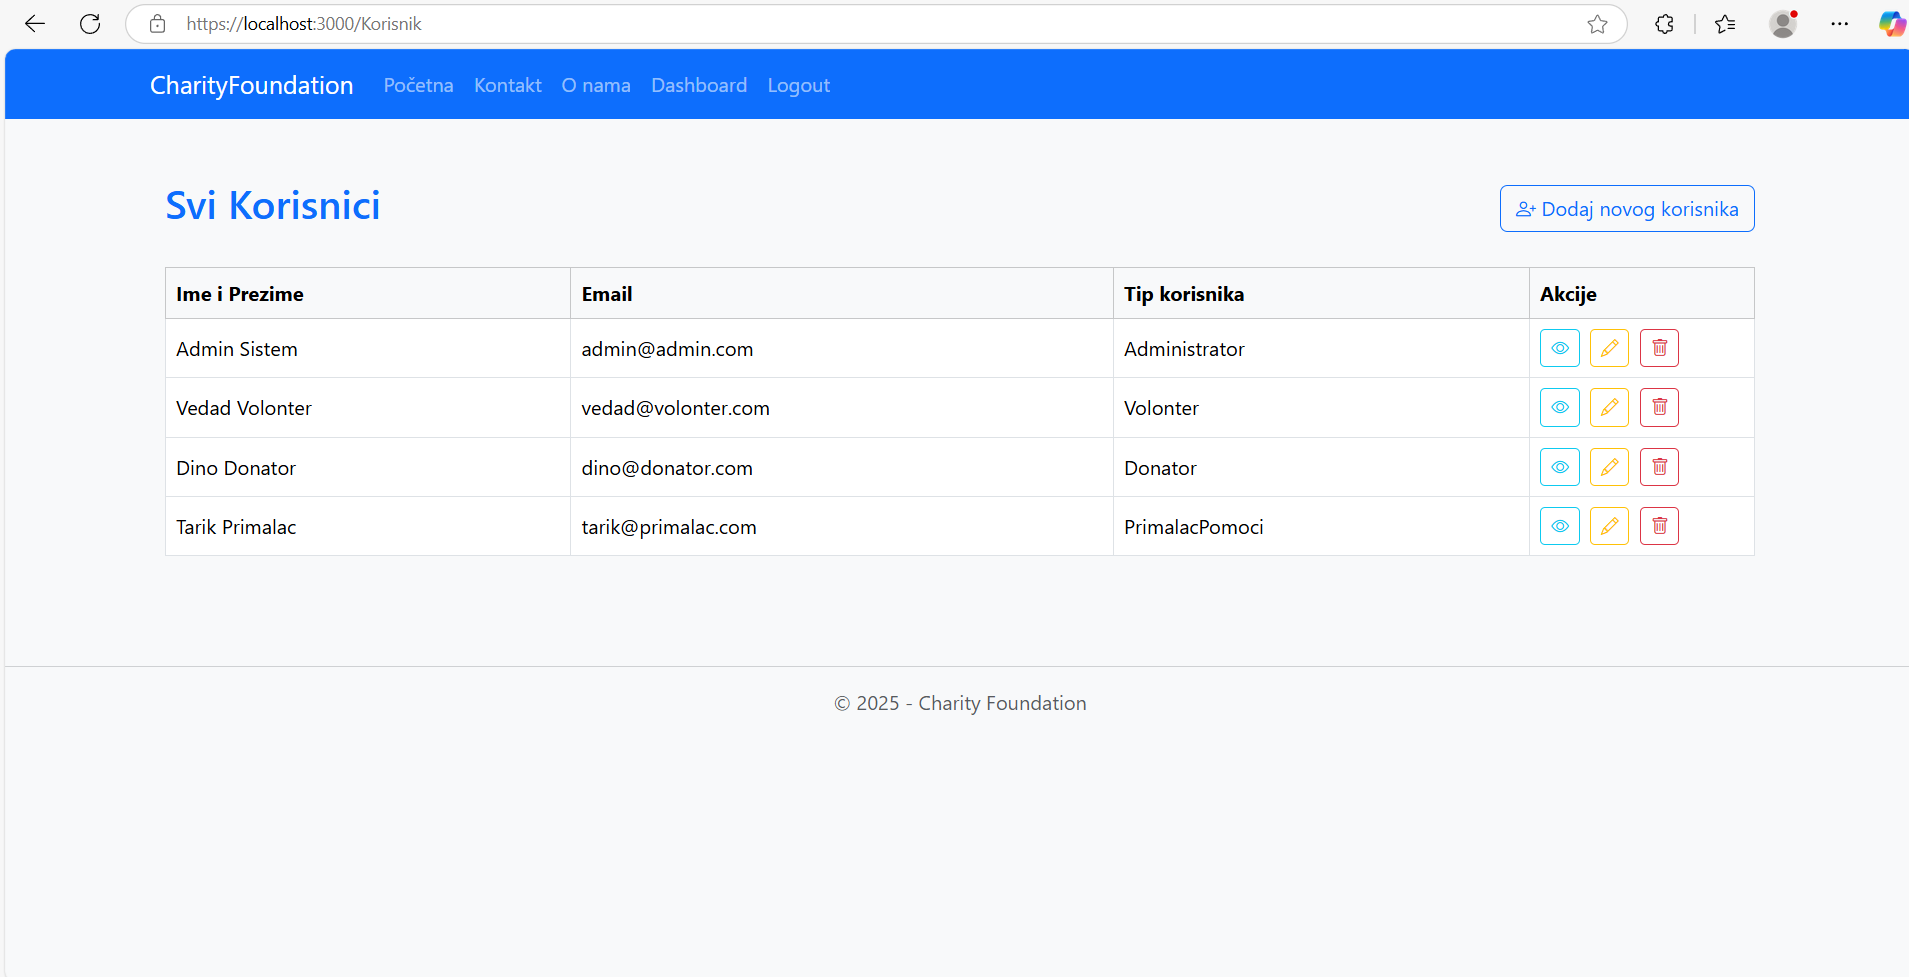 https://localhost:3000/Korisnik
CharityFoundation Početna Kontakt O nama Dashboard Logout
Svi Korisnici
Dodaj novog korisnika
Ime i Prezime Email Tip korisnika Akcije
Admin Sistem admin@admin.com Administrator
Vedad Volonter vedad@volonter.com Volonter
Dino Donator dino@donator.com Donator
Tarik Primalac tarik@primalac.com PrimalacPomoci
© 2025 - Charity Foundation